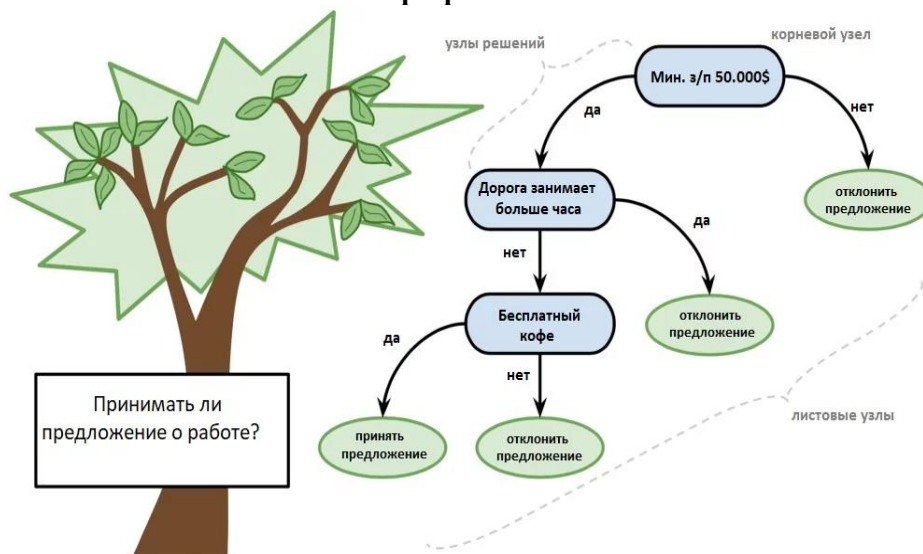 узлы решений
корневой узел
Мин. з/п 50.000$
да
нет
Дорога занимает
больше часа
отклонить
предложение
да
нет
Бесплатный
кофе
отклонить
предложение
да
нет
Принимать ли
предложение о работе?
принять
предложение
отклонить
предложение
листовые узлы